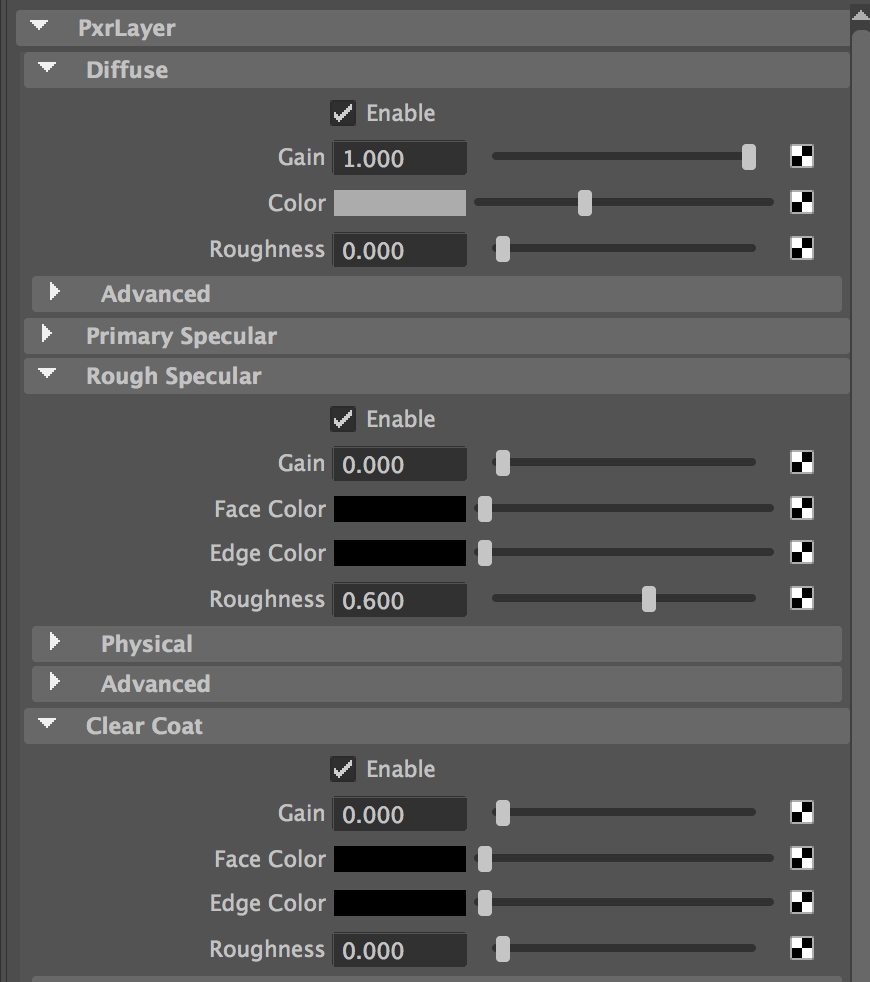 PxrLayer
Diffuse
Enable
Gain 1.000
Color
Roughness 0.000
Advanced
Primary Specular
Rough Specular
Enable
Gain 0.000
Face Color
Edge Color
Roughness 0.600
Physical
Advanced
Clear Coat
Enable
Gain 0.000
Face Color
Edge Color
Roughness 0.000